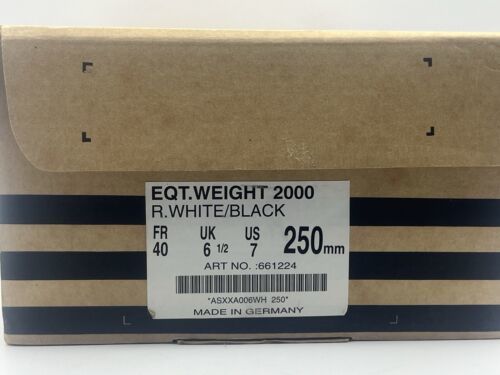 EQT.WEIGHT 2000
R.WHITE/BLACK
FR UK US 250mm
40 6 1/2 7
ART NO. :661224
*ASXXA006WH 250*
MADE IN GERMANY